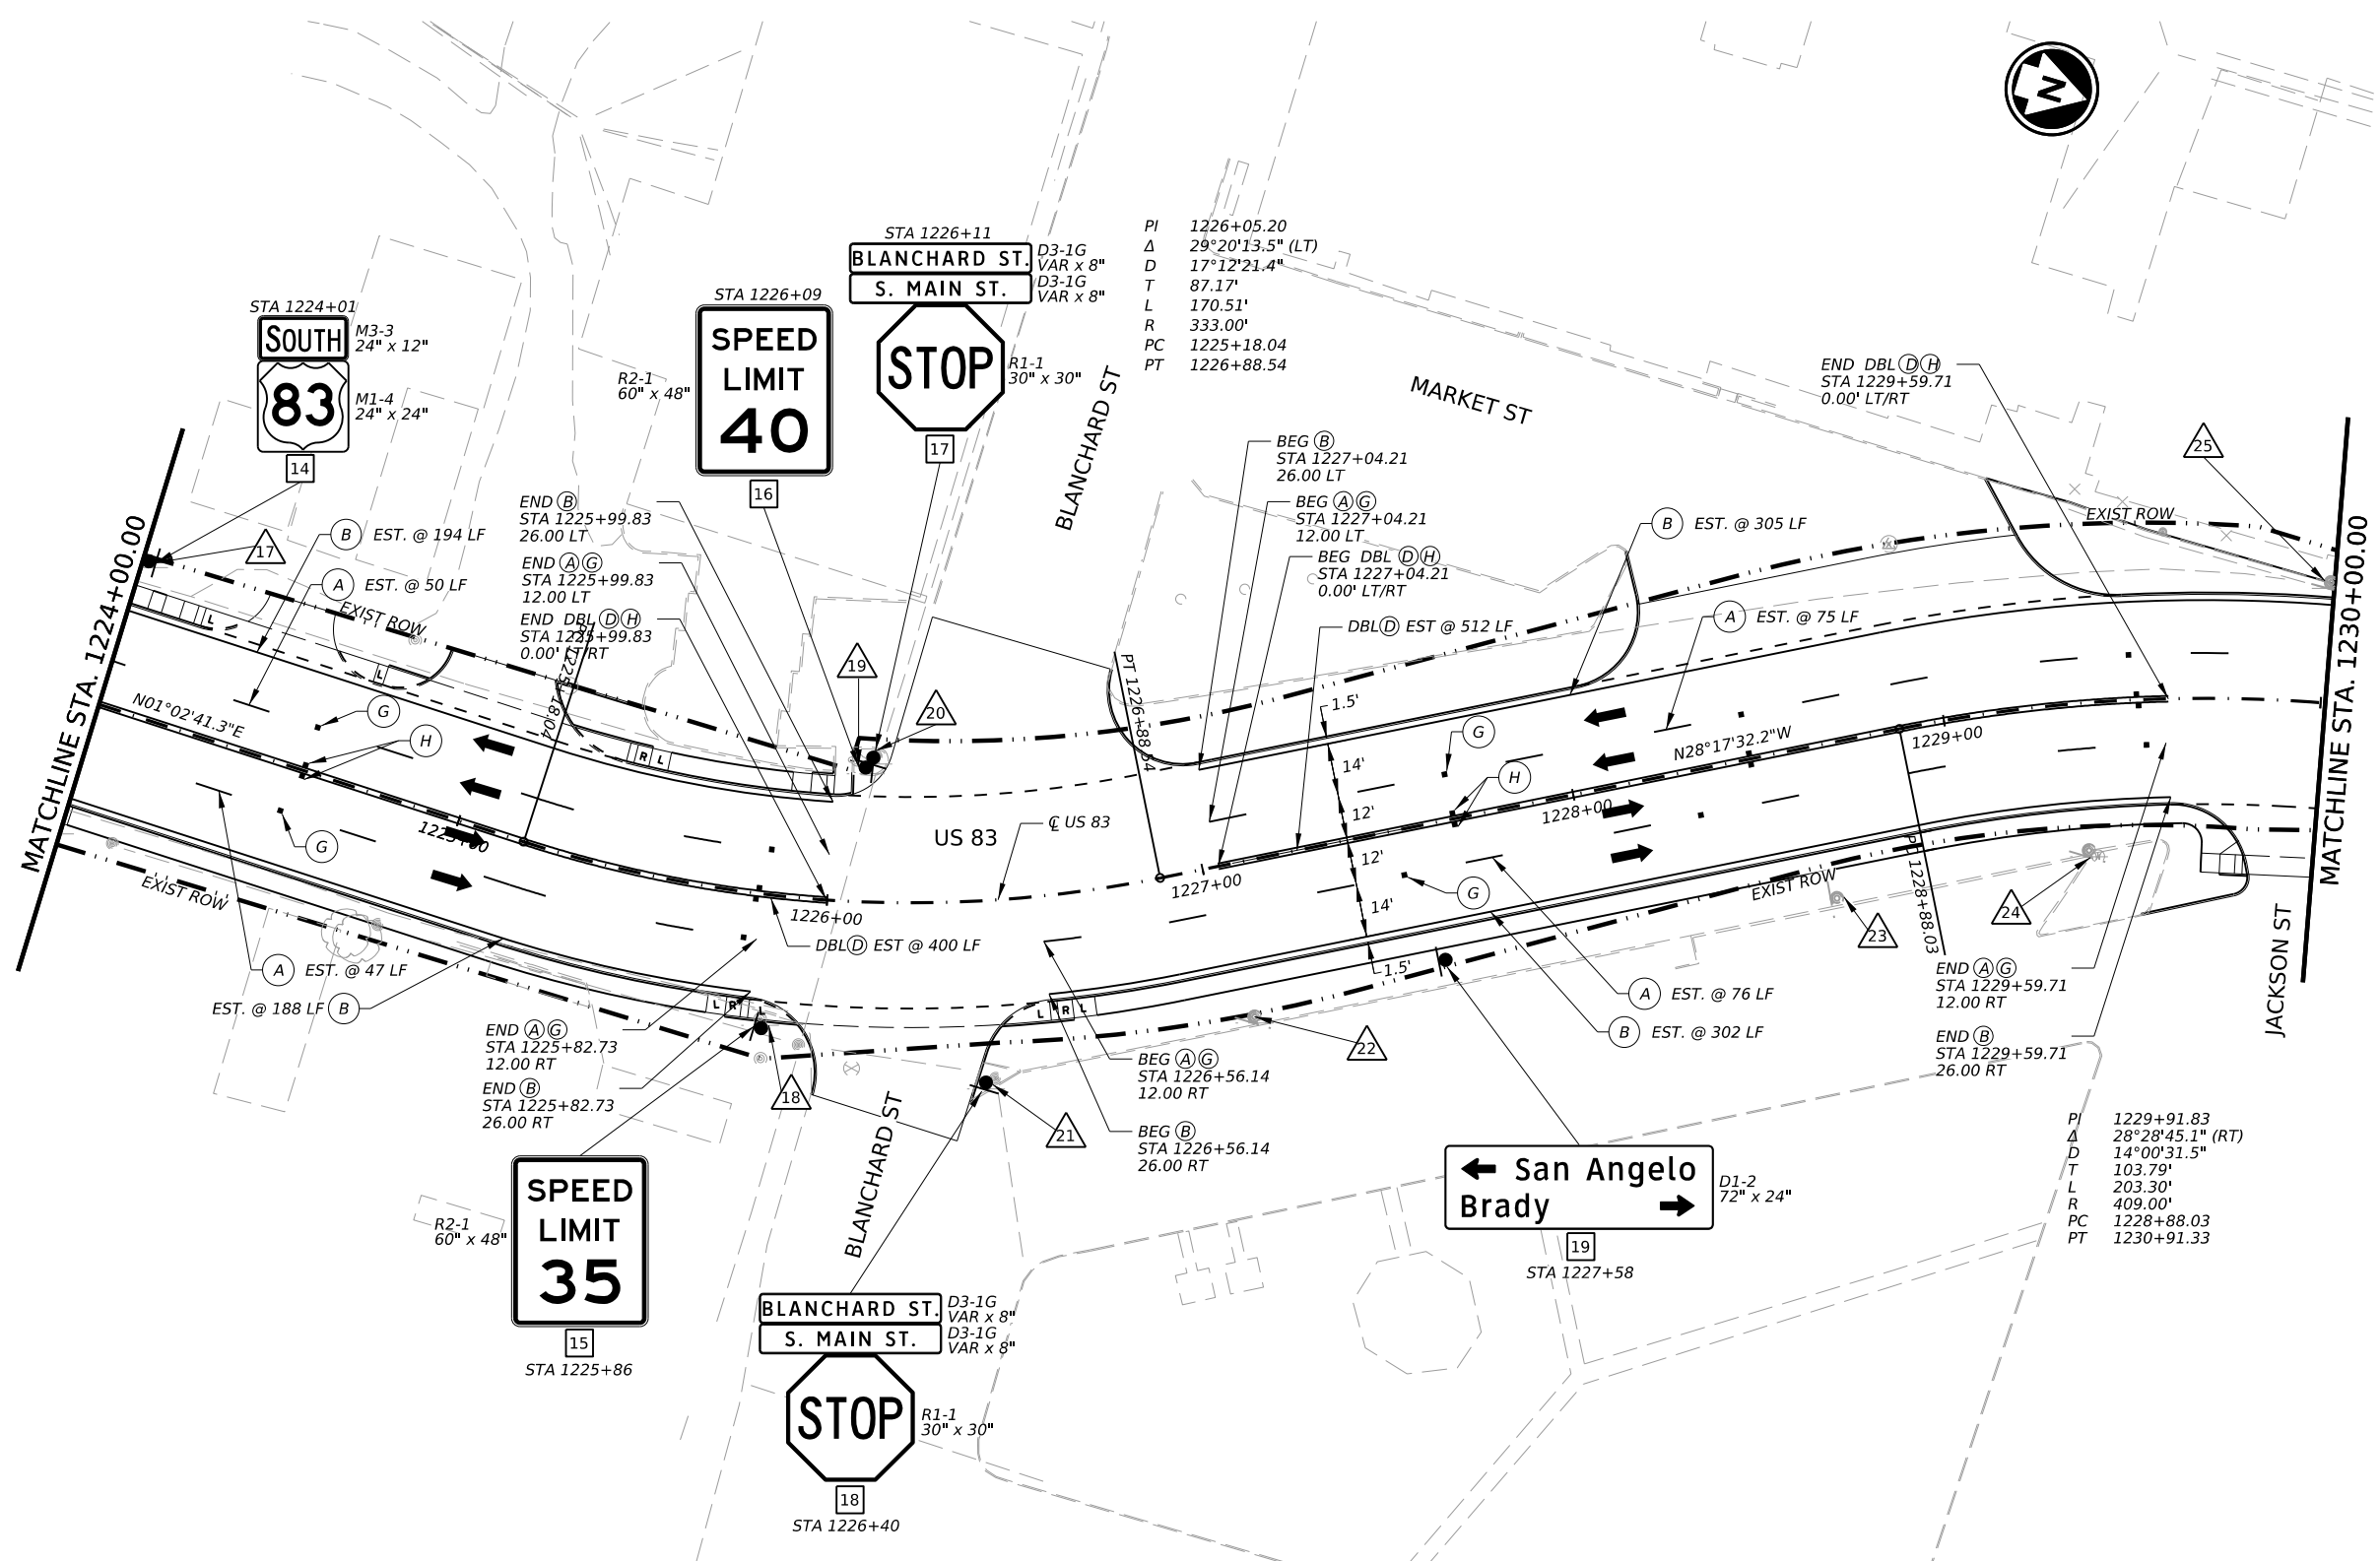 N
STA 1226+11
BLANCHARD ST.
S. MAIN ST.
D3-1G
VAR x 8"
D3-1G
VAR x 8"
STOP
R1-1
30" x 30"
17
STA 1226+09
SPEED
LIMIT
40
R2-1
60" x 48"
16
STA 1224+01
SOUTH
83
M3-3
24" x 12"
M1-4
24" x 24"
14
PI 1226+05.20
Δ 29°20'13.5" (LT)
D 17°12'21.4"
T 87.17'
L 170.51'
R 333.00'
PC 1225+18.04
PT 1226+88.54
BLANCHARD ST
MARKET ST
END DBL D H
STA 1229+59.71
0.00' LT/RT
25
MATCHLINE STA. 1224+00.00
17
B EST. @ 194 LF
A EST. @ 50 LF
EXIST ROW
L
L
END B
STA 1225+99.83
26.00 LT
END A G
STA 1225+99.83
12.00 LT
END DBL D H
STA 1225+99.83
0.00' LT/RT
PC 1225+18.04
19
20
BEG B
STA 1227+04.21
26.00 LT
BEG A G
STA 1227+04.21
12.00 LT
BEG DBL D H
STA 1227+04.21
0.00' LT/RT
DBL D EST @ 512 LF
B EST. @ 305 LF
A EST. @ 75 LF
EXIST ROW
MATCHLINE STA. 1230+00.00
N01°02'41.3"E
G
H
R L
G
1225+00
US 83
℄ US 83
PT 1226+88.54
1.5'
14'
12'
12'
14'
1.5'
G
H
G
N28°17'32.2"W
1227+00
1228+00
1229+00
PC 1228+88.03
EXIST ROW
EXIST ROW
1226+00
DBL D EST @ 400 LF
A EST. @ 47 LF
EST. @ 188 LF B
L R L
L R L
END A G
STA 1225+82.73
12.00 RT
END B
STA 1225+82.73
26.00 RT
18
21
22
23
24
BEG A G
STA 1226+56.14
12.00 RT
BEG B
STA 1226+56.14
26.00 RT
A EST. @ 76 LF
B EST. @ 302 LF
END A G
STA 1229+59.71
12.00 RT
END B
STA 1229+59.71
26.00 RT
JACKSON ST
BLANCHARD ST
SPEED
LIMIT
35
R2-1
60" x 48"
15
STA 1225+86
San Angelo
Brady
D1-2
72" x 24"
19
STA 1227+58
PI 1229+91.83
Δ 28°28'45.1" (RT)
D 14°00'31.5"
T 103.79'
L 203.30'
R 409.00'
PC 1228+88.03
PT 1230+91.33
BLANCHARD ST.
S. MAIN ST.
D3-1G
VAR x 8"
D3-1G
VAR x 8"
STOP
R1-1
30" x 30"
18
STA 1226+40